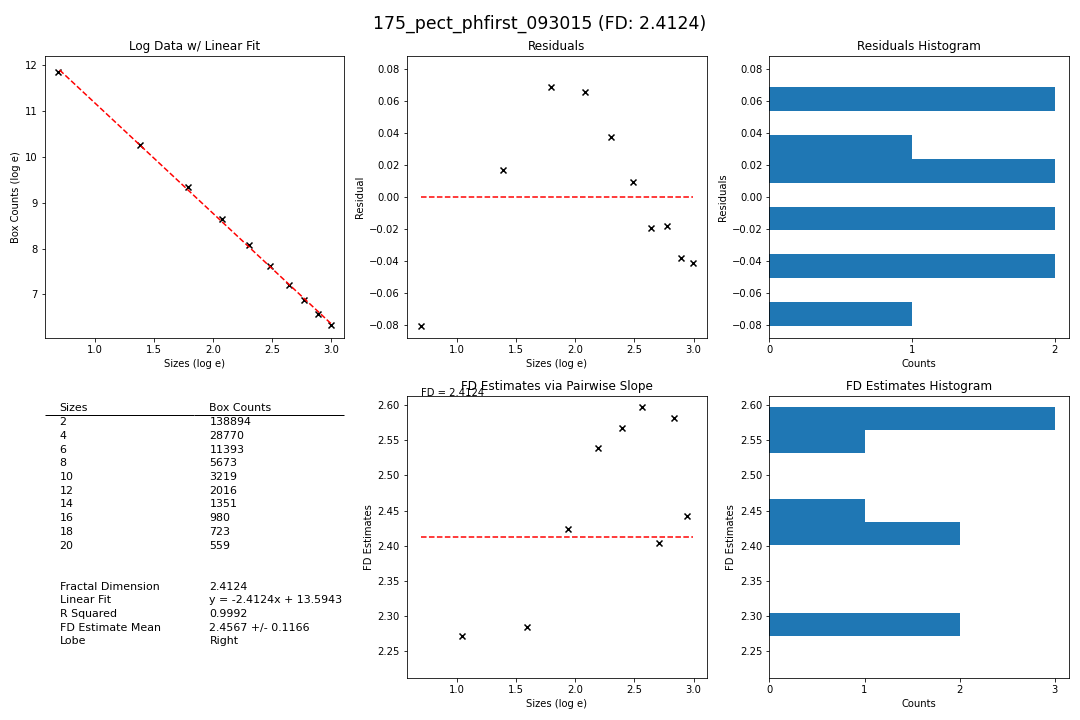 175_pect_phfirst_093015 (FD: 2.4124)
Log Data w/ Linear Fit
Box Counts (log e)
12
11
10
9
8
7
1.0 1.5 2.0 2.5 3.0
Sizes (log e)
Residuals
Residual
0.08
0.06
0.04
0.02
0.00
−0.02
−0.04
−0.06
−0.08
1.0 1.5 2.0 2.5 3.0
Sizes (log e)
Residuals Histogram
Residuals
0.08
0.06
0.04
0.02
0.00
−0.02
−0.04
−0.06
−0.08
0 1 2
Counts
Sizes Box Counts
2 138894
4 28770
6 11393
8 5673
10 3219
12 2016
14 1351
16 980
18 723
20 559
Fractal Dimension 2.4124
Linear Fit y = -2.4124x + 13.5943
R Squared 0.9992
FD Estimate Mean 2.4567 +/- 0.1166
Lobe Right
FD Estimates via Pairwise Slope
FD = 2.4124
FD Estimates
2.60
2.55
2.50
2.45
2.40
2.35
2.30
2.25
1.0 1.5 2.0 2.5 3.0
Sizes (log e)
FD Estimates Histogram
FD Estimates
2.60
2.55
2.50
2.45
2.40
2.35
2.30
2.25
0 1 2 3
Counts